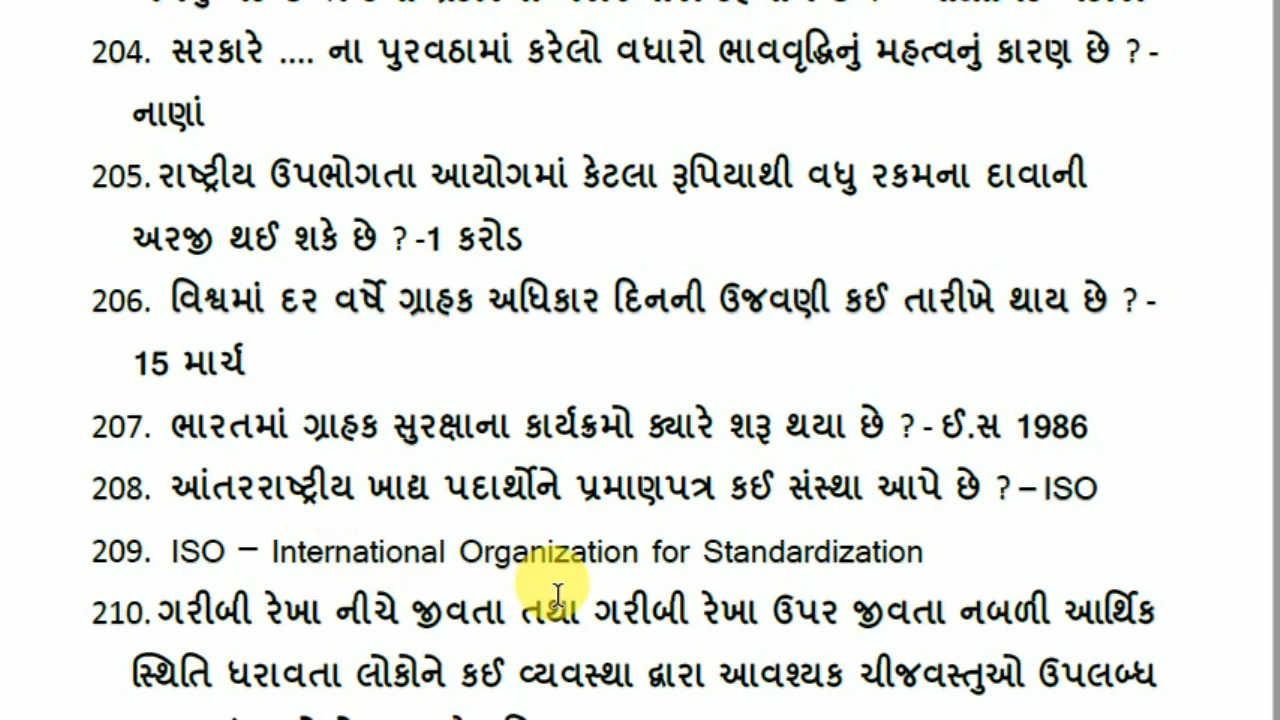 204. સરકારે .... ના પુરવઠામાં કરેલો વધારો ભાવવૃદ્ધિનું મહત્વનું કારણ છે ? -
નાણાં
205. રાષ્ટ્રીય ઉપભોગતા આયોગમાં કેટલા રૂપિયાથી વધુ રકમના દાવાની
અરજી થઈ શકે છે ? -1 કરોડ
206. વિશ્વમાં દર વર્ષે ગ્રાહક અધિકાર દિનની ઉજવણી કઈ તારીખે થાય છે ? -
15 માર્ચ
207. ભારતમાં ગ્રાહક સુરક્ષાના કાર્યક્રમો ક્યારે શરૂ થયા છે ? - ઈ.સ 1986
208. આંતરરાષ્ટ્રીય ખાદ્ય પદાર્થોને પ્રમાણપત્ર કઈ સંસ્થા આપે છે ? – ISO
209. ISO – International Organization for Standardization
210. ગરીબી રેખા નીચે જીવતા તથા ગરીબી રેખા ઉપર જીવતા નબળી આર્થિક
સ્થિતિ ધરાવતા લોકોને કઈ વ્યવસ્થા દ્વારા આવશ્યક ચીજવસ્તુઓ ઉપલબ્ધ